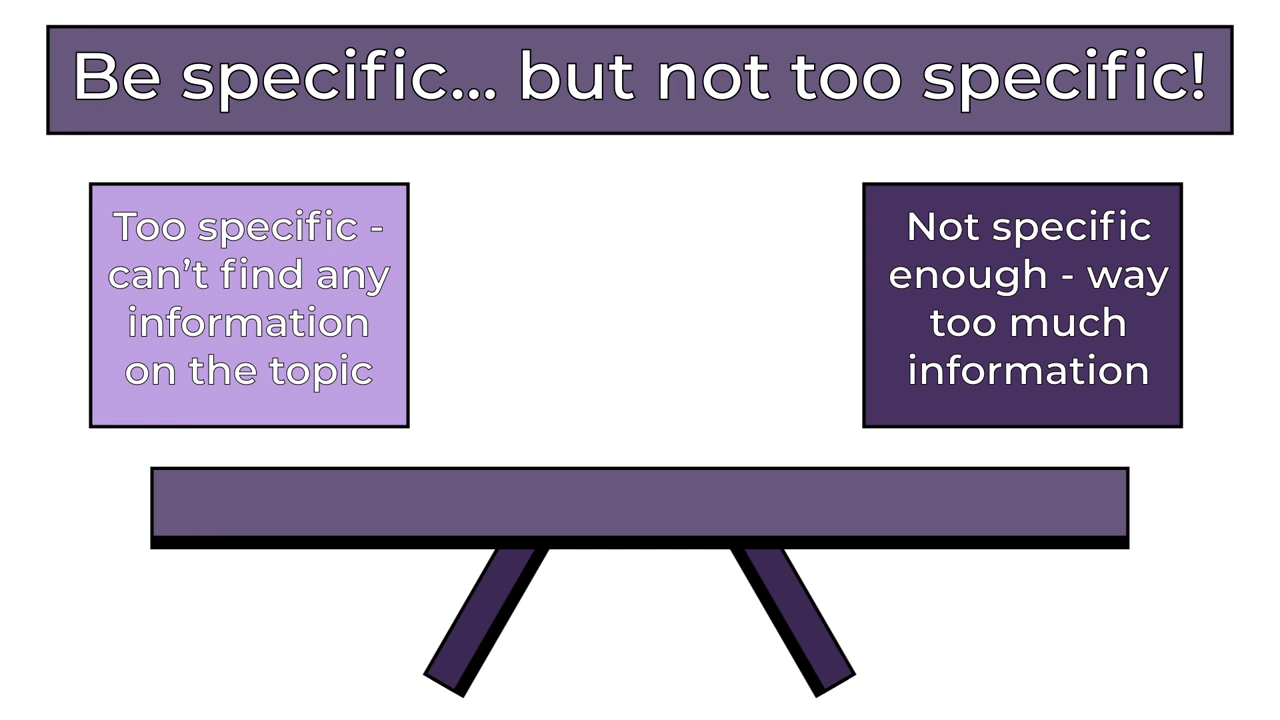 Be specific... but not too specific!
Too specific -
can’t find any
information
on the topic
Not specific
enough - way
too much
information